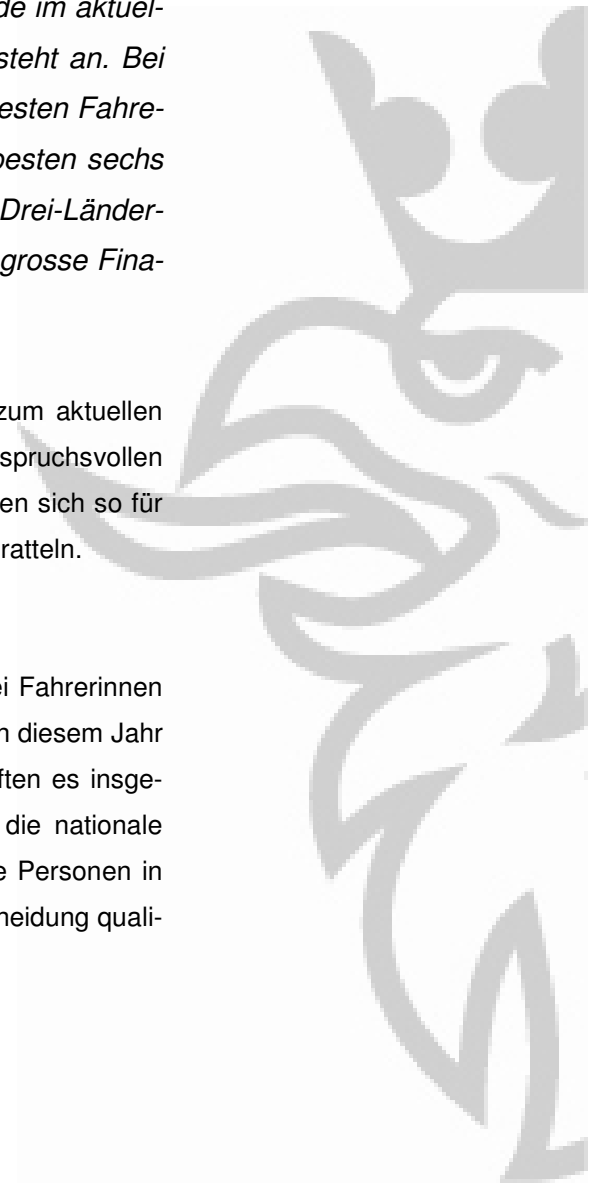 de im aktuel-
steht an. Bei
esten Fahre-
besten sechs
Drei-Länder-
grosse Fina-
zum aktuellen
spruchsvollen
en sich so für
ratteln.
ei Fahrerinnen
n diesem Jahr
ften es insge-
die nationale
e Personen in
heidung quali-